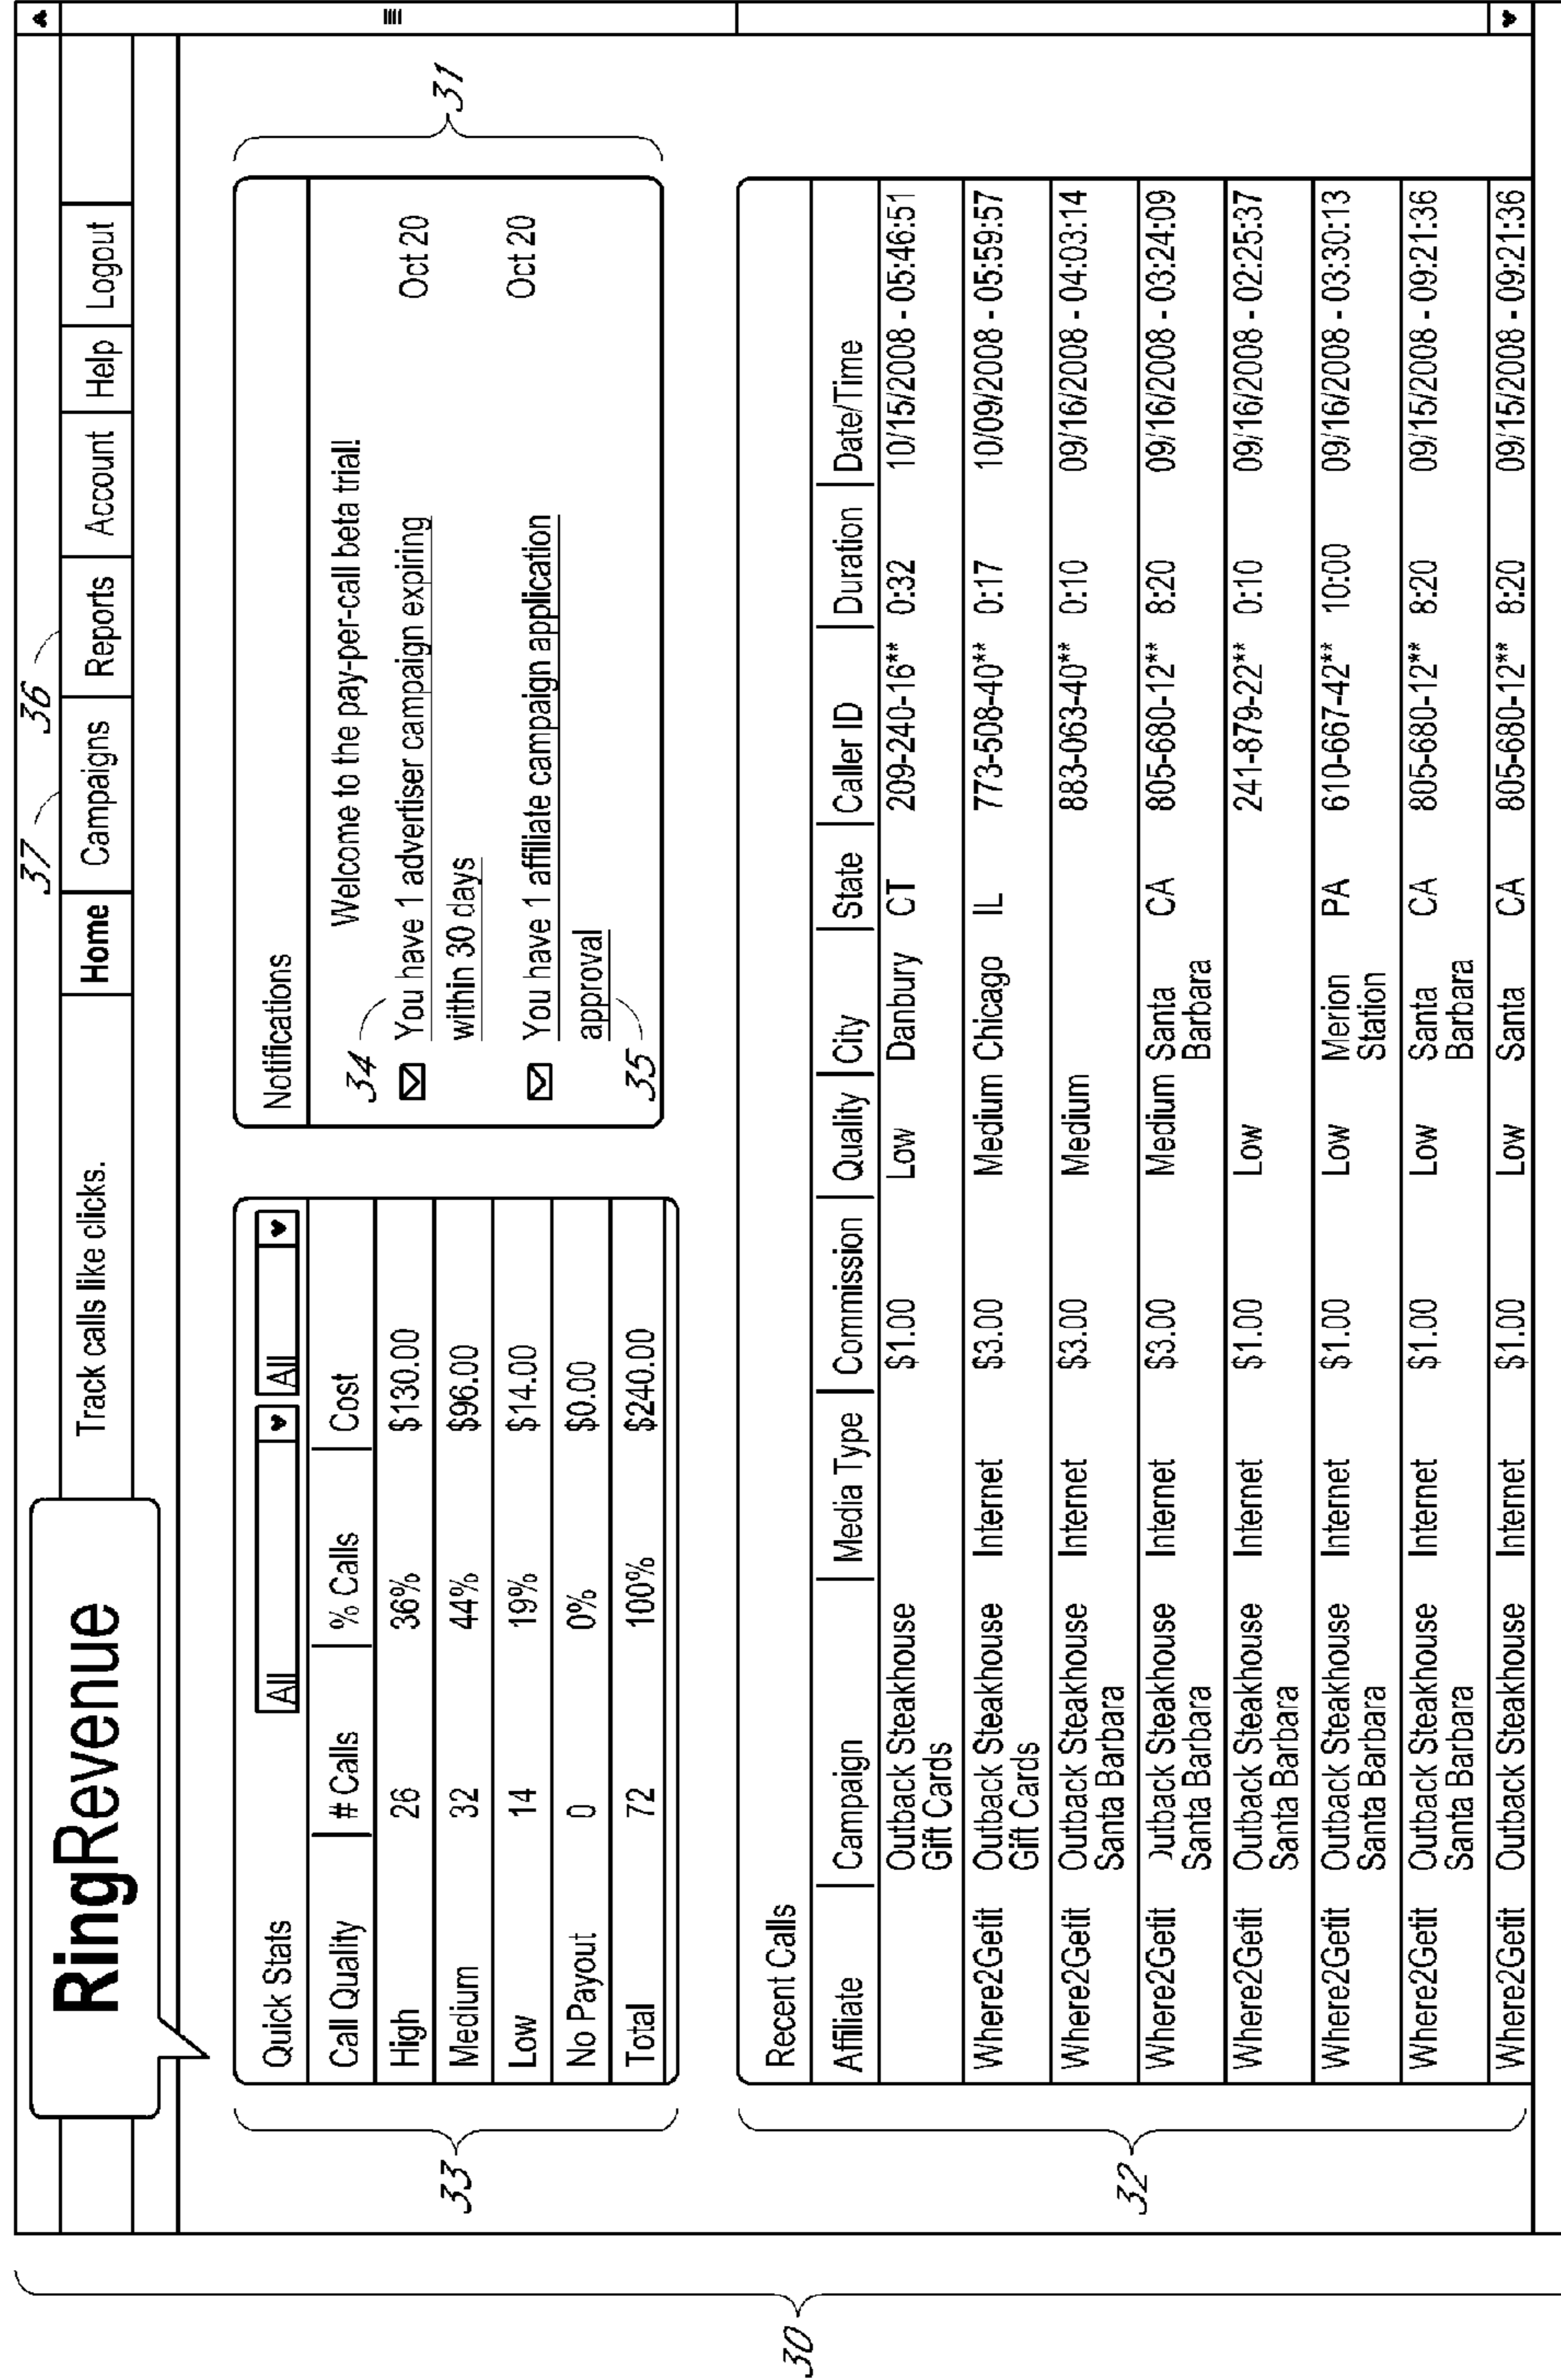 37 36
RingRevenue
Track calls like clicks. Home Campaigns Reports Account Help Logout
Quick Stats All All
Call Quality # Calls % Calls Cost
High 26 36% $130.00
Medium 32 44% $96.00
Low 14 19% $14.00
No Payout 0 0% $0.00
Total 72 100% $240.00
33
Notifications
Welcome to the pay-per-call beta trial!
34
You have 1 advertiser campaign expiring Oct 20
within 30 days
You have 1 affiliate campaign application Oct 20
approval
35
31
Recent Calls
Affiliate Campaign Media Type Commission Quality City State Caller ID Duration Date/Time
Outback Steakhouse $1.00 Low Danbury CT 209-240-16** 0:32 10/15/2008 - 05:46:51
Gift Cards
Where2Getit Outback Steakhouse Internet $3.00 Medium Chicago IL 773-508-40** 0:17 10/09/2008 - 05:59:57
Gift Cards
Where2Getit Outback Steakhouse Internet $3.00 Medium 883-063-40** 0:10 09/16/2008 - 04:03:14
Santa Barbara
Where2Getit Outback Steakhouse Internet $3.00 Medium Santa CA 805-680-12** 8:20 09/16/2008 - 03:24:09
Santa Barbara Barbara
Where2Getit Outback Steakhouse Internet $1.00 Low 241-879-22** 0:10 09/16/2008 - 02:25:37
Santa Barbara
Where2Getit Outback Steakhouse Internet $1.00 Low Merion PA 610-667-42** 10:00 09/16/2008 - 03:30:13
Santa Barbara Station
Where2Getit Outback Steakhouse Internet $1.00 Low Santa CA 805-680-12** 8:20 09/15/2008 - 09:21:36
Santa Barbara Barbara
Where2Getit Outback Steakhouse Internet $1.00 Low Santa CA 805-680-12** 8:20 09/15/2008 - 09:21:36
32
30